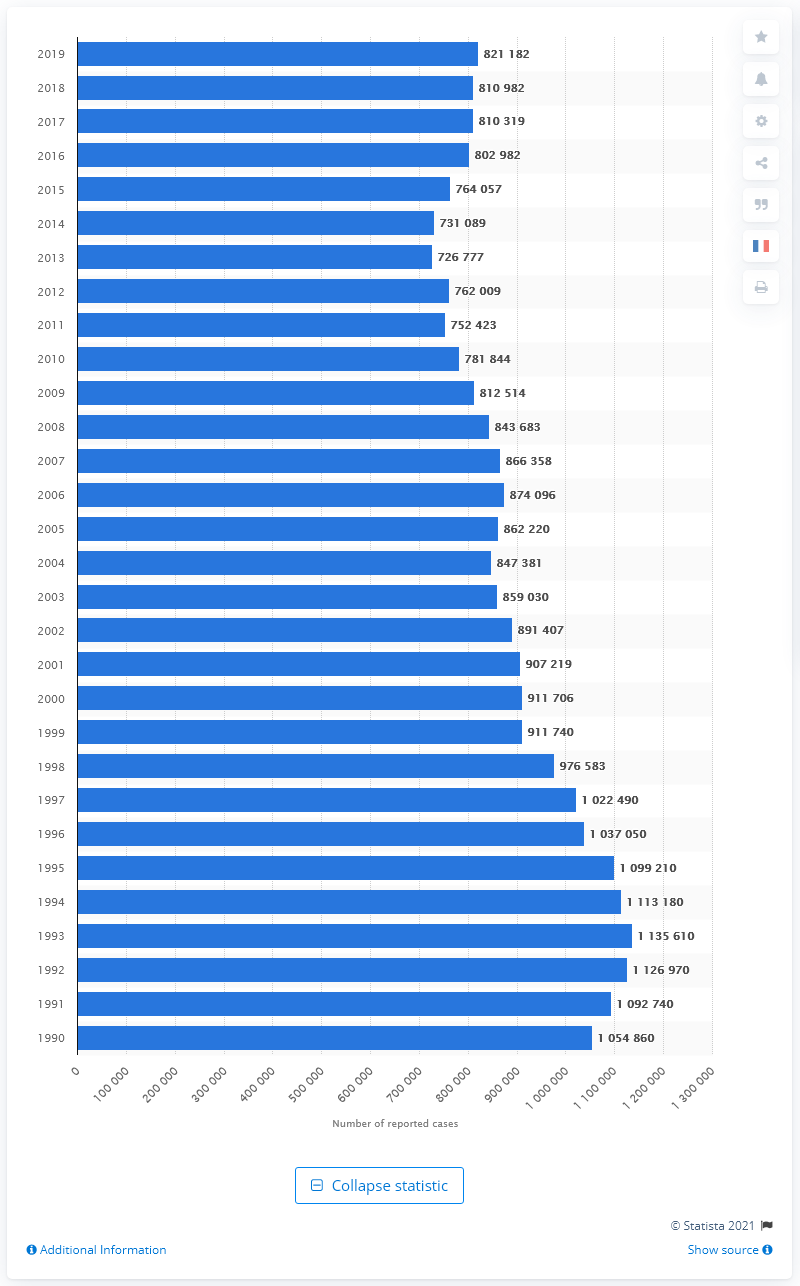 2019 821 182
2018 810 982
2017 810 319
2016 802 982
2015 764 057
2014 731 089
2013 726 777
2012 762 009
2011 752 423
2010 781 844
2009 812 514
2008 843 683
2007 866 358
2006 874 096
2005 862 220
2004 847 381
2003 859 030
2002 891 407
2001 907 219
2000 911 706
1999 911 740
1998 976 583
1997 1 022 490
1996 1 037 050
1995 1 099 210
1994 1 113 180
1993 1 135 610
1992 1 126 970
1991 1 092 740
1990 1 054 860
0 100 000 200 000 300 000 400 000 500 000 600 000 700 000 800 000 900 000 1 000 000 1 100 000 1 200 000 1 300 000
Number of reported cases
Collapse statistic
© Statista 2021
Additional Information Show source